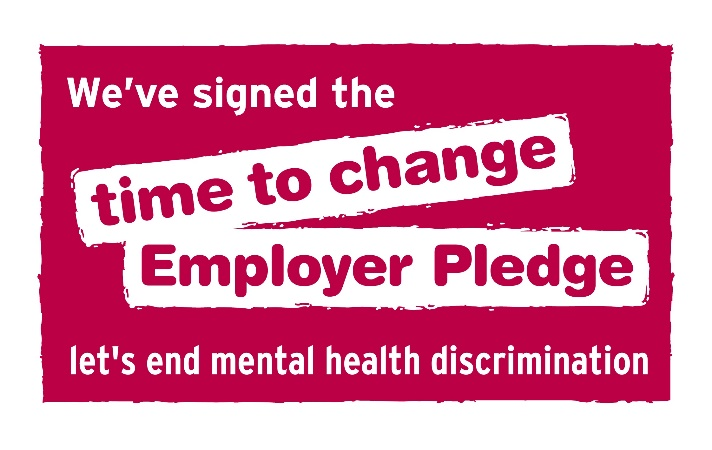 We've signed the
time to change
Employer Pledge
let's end mental health discrimination